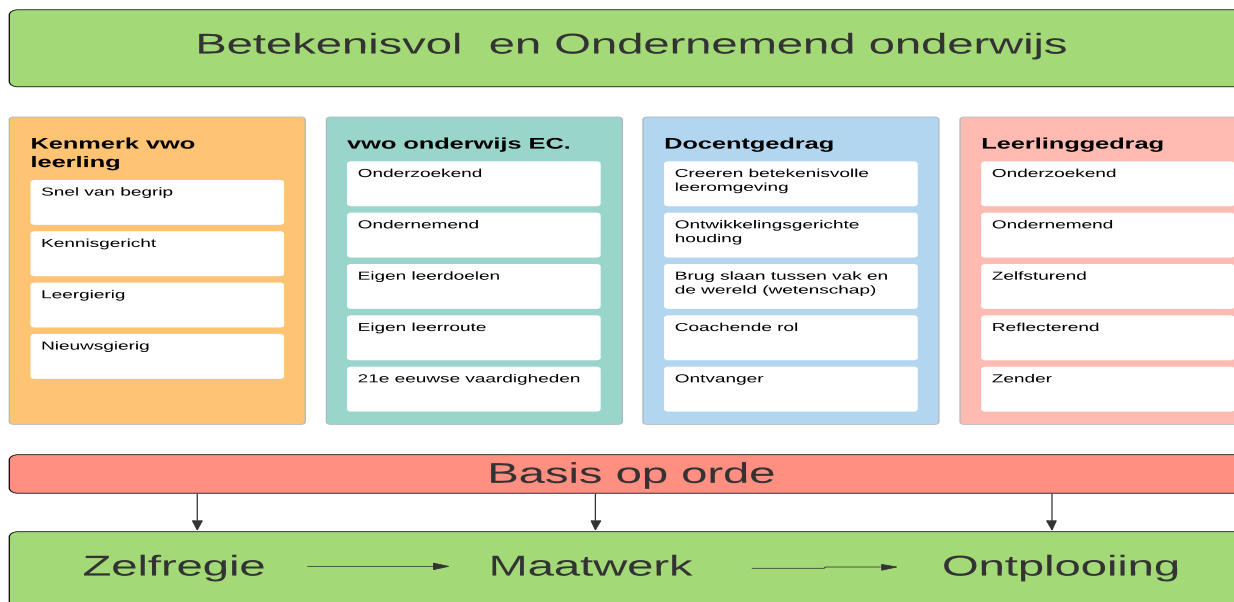 Betekenisvol en Ondernemend onderwijs
Kenmerk vwo
leerling
Snel van begrip
Kennisgericht
Leergierig
Nieuwsgierig
vwo onderwijs EC.
Onderzoekend
Ondernemend
Eigen leerdoelen
Eigen leerroute
21e eeuwse vaardigheden
Docentgedrag
Creeren betekenisvolle
leeromgeving
Ontwikkelingsgerichte
houding
Brug slaan tussen vak en
de wereld (wetenschap)
Coachende rol
Ontvanger
Leerlinggedrag
Onderzoekend
Ondernemend
Zelfsturend
Reflecterend
Zender
Basis op orde
Zelfregie
Maatwerk
Ontplooiing